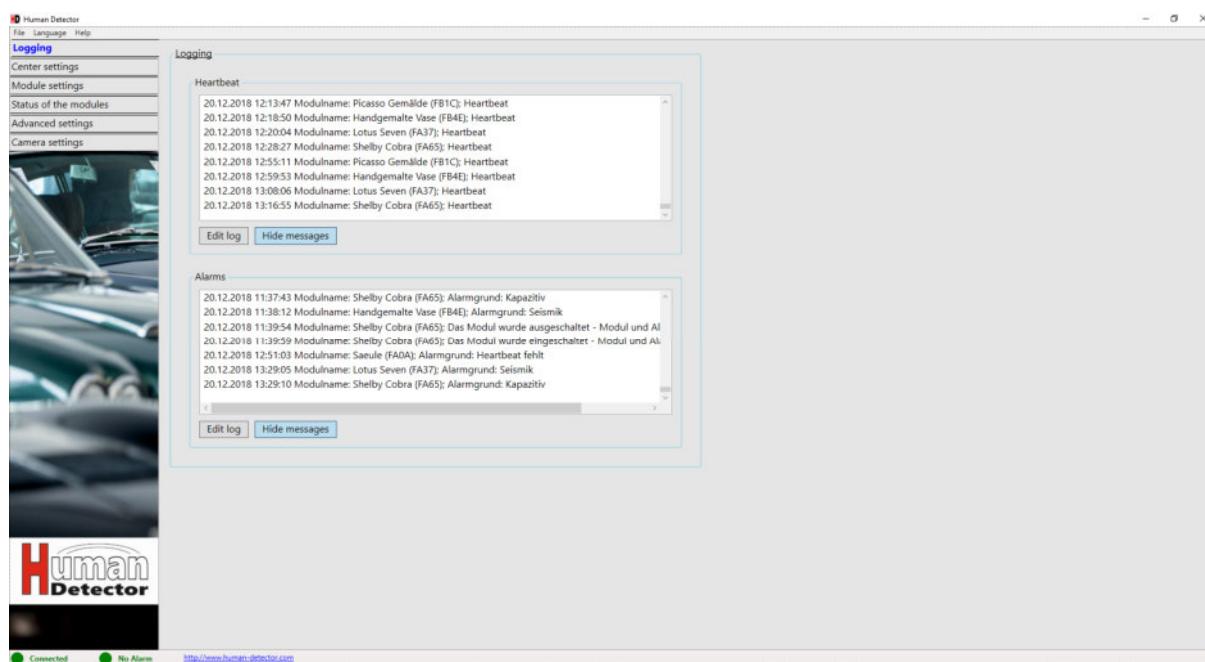 HD Human Detector
File Language Help
Logging
Center settings
Module settings
Status of the modules
Advanced settings
Camera settings
Logging
Heartbeat
20.12.2018 12:13:47 Modulname: Picasso Gemälde (FB1C); Heartbeat
20.12.2018 12:18:50 Modulname: Handgemalte Vase (FB4E); Heartbeat
20.12.2018 12:20:04 Modulname: Lotus Seven (FA37); Heartbeat
20.12.2018 12:28:27 Modulname: Shelby Cobra (FA65); Heartbeat
20.12.2018 12:55:11 Modulname: Picasso Gemälde (FB1C); Heartbeat
20.12.2018 12:59:53 Modulname: Handgemalte Vase (FB4E); Heartbeat
20.12.2018 13:08:06 Modulname: Lotus Seven (FA37); Heartbeat
20.12.2018 13:16:55 Modulname: Shelby Cobra (FA65); Heartbeat
Edit log Hide messages
Alarms
20.12.2018 11:37:43 Modulname: Shelby Cobra (FA65); Alarmgrund: Kapazitiv
20.12.2018 11:38:12 Modulname: Handgemalte Vase (FB4E); Alarmgrund: Seismik
20.12.2018 11:39:54 Modulname: Shelby Cobra (FA65); Das Modul wurde ausgeschaltet - Modul und Al
20.12.2018 11:39:59 Modulname: Shelby Cobra (FA65); Das Modul wurde eingeschaltet - Modul und Al
20.12.2018 12:51:03 Modulname: Saeule (FA0A); Alarmgrund: Heartbeat fehlt
20.12.2018 13:29:05 Modulname: Lotus Seven (FA37); Alarmgrund: Seismik
20.12.2018 13:29:10 Modulname: Shelby Cobra (FA65); Alarmgrund: Kapazitiv
Edit log Hide messages
Human
Detector
Connected No Alarm http://www.human-detector.com